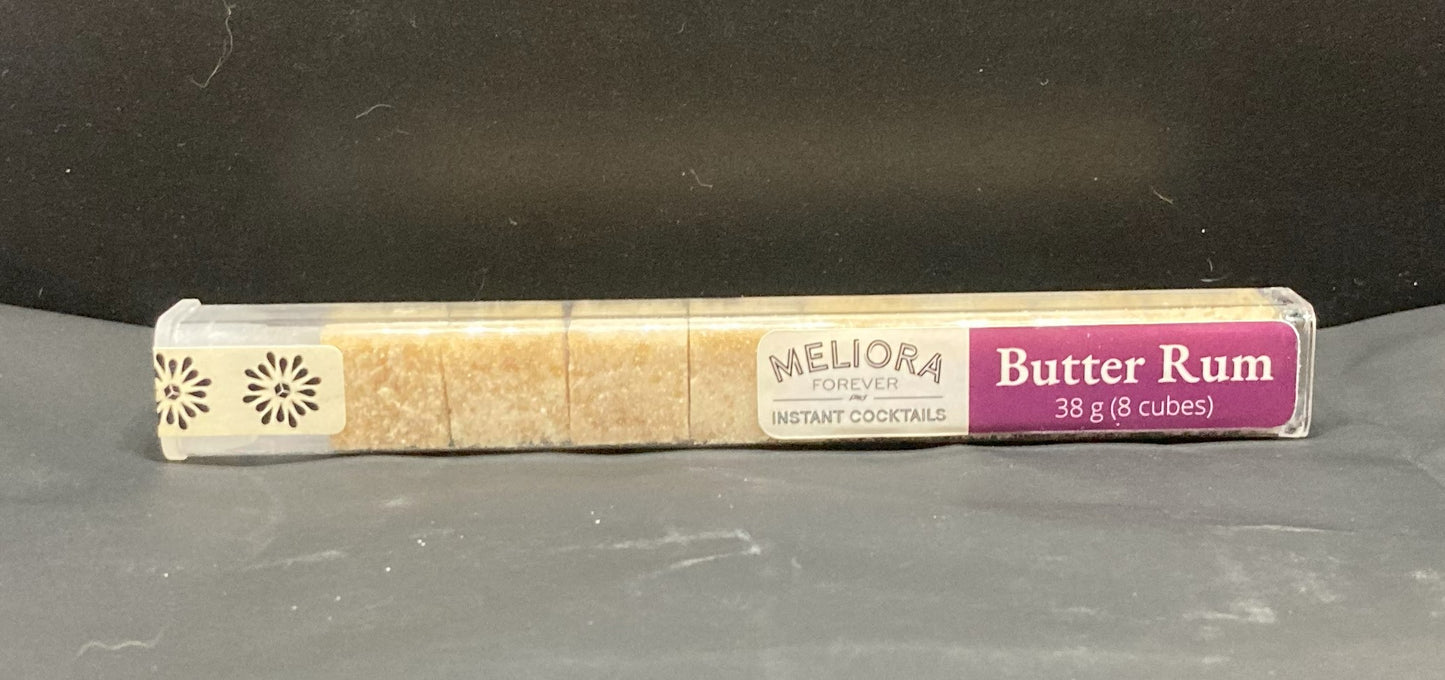 MELIORA
FOREVER
INSTANT COCKTAILS
Butter Rum
38 g (8 cubes)